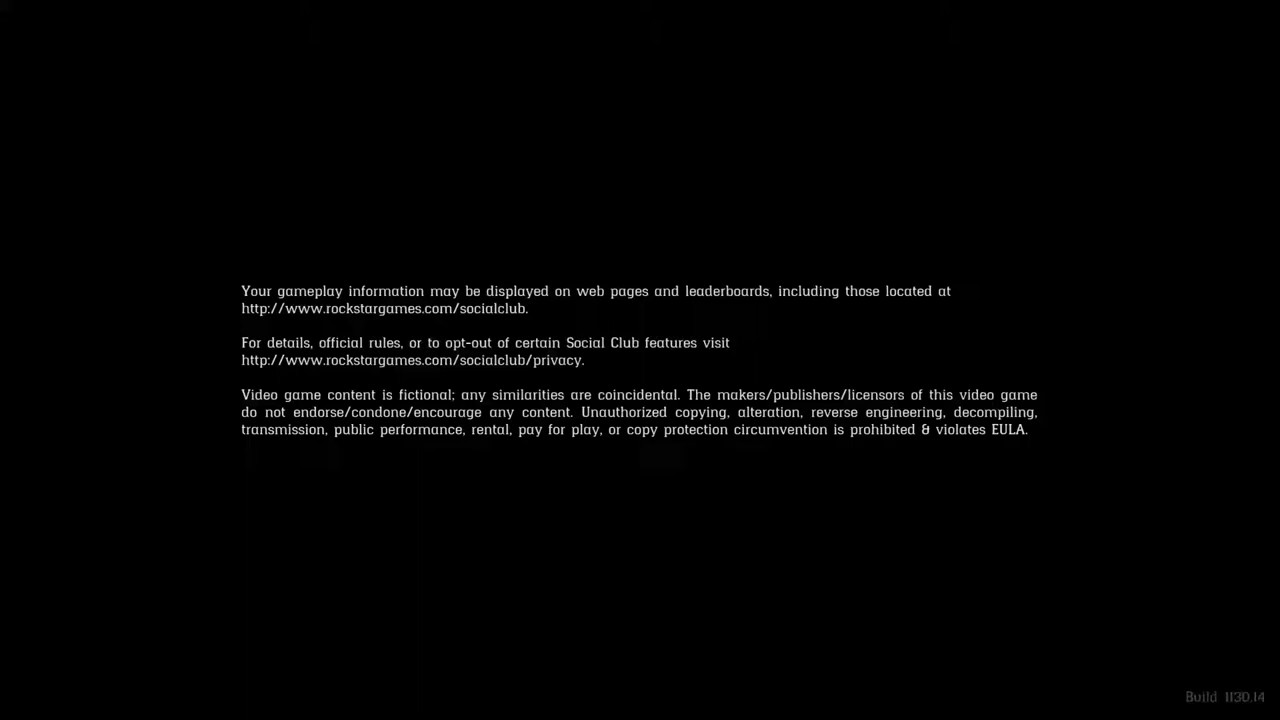 Your gameplay information may be displayed on web pages and leaderboards, including those located at
http://www.rockstargames.com/socialclub.
For details, official rules, or to opt-out of certain Social Club features visit
http://www.rockstargames.com/socialclub/privacy.
Video game content is fictional; any similarities are coincidental. The makers/publishers/licensors of this video game
do not endorse/condone/encourage any content. Unauthorized copying, alteration, reverse engineering, decompiling,
transmission, public performance, rental, pay for play, or copy protection circumvention is prohibited & violates EULA.
Build 1130.14